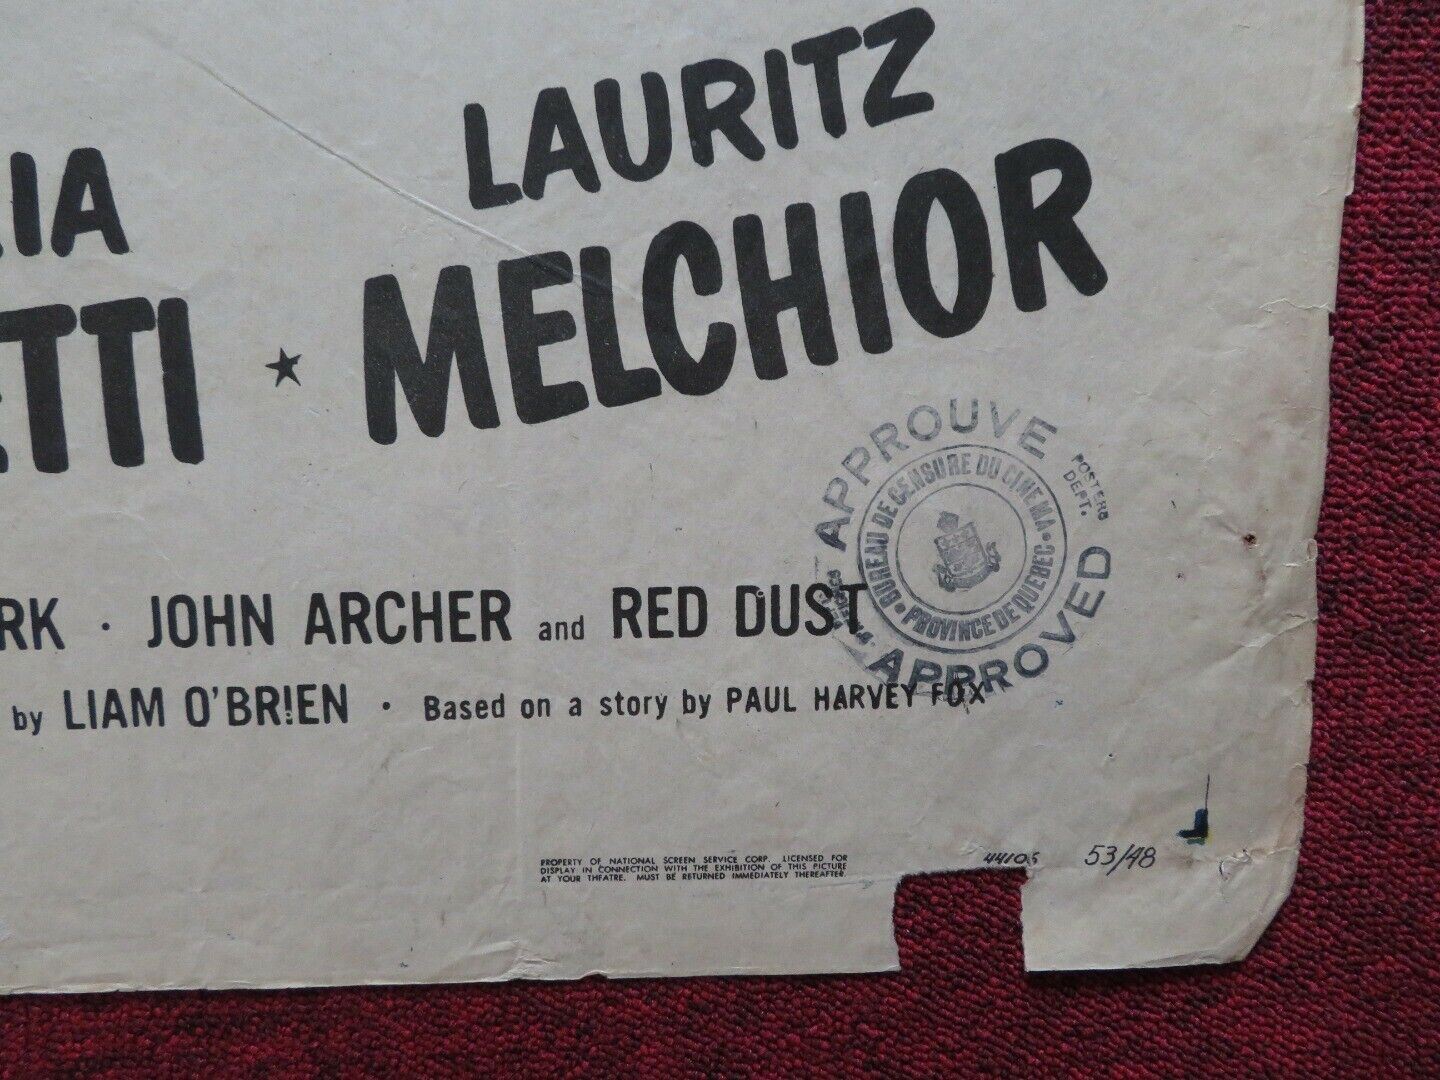 LAURITZ
MELCHIOR
LIA
ETTI ★
RK · JOHN ARCHER and RED DUST
by LIAM O'BRIEN · Based on a story by PAUL HARVEY FOX
APPROUVE
BUREAU DE CENSURE DU CINEMA
PROVINCE DE QUEBEC
APPROVED
POSTERS
DEPT.
PROPERTY OF NATIONAL SCREEN SERVICE CORP. LICENSED FOR
DISPLAY IN CONNECTION WITH THE EXHIBITION OF THIS PICTURE
AT YOUR THEATRE. MUST BE RETURNED IMMEDIATELY THEREAFTER.
44105 53/48